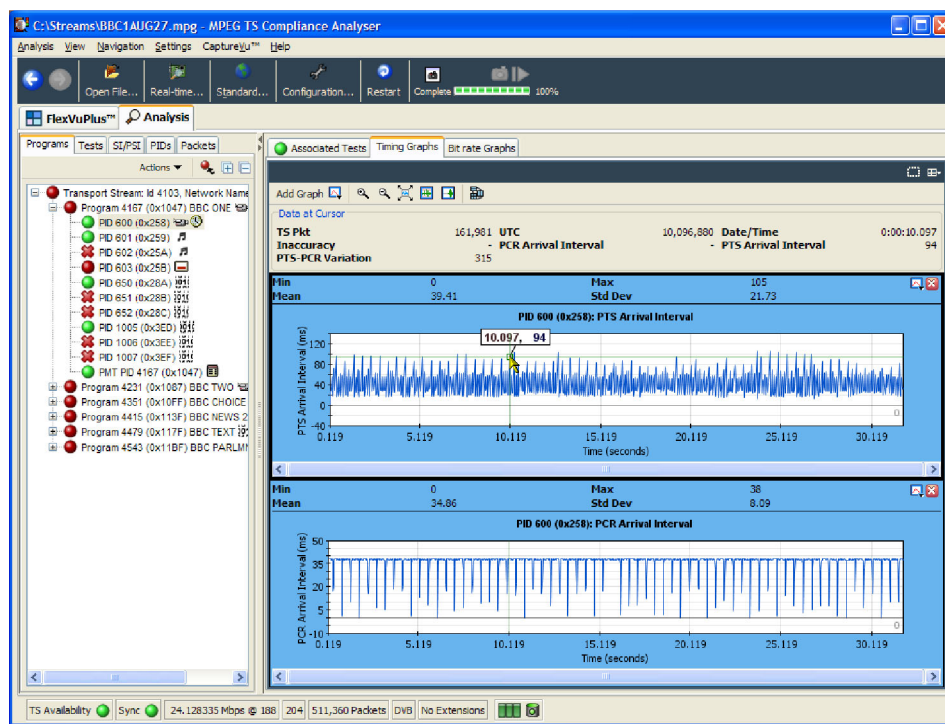 C:\Streams\BBC1AUG27.mpg - MPEG TS Compliance Analyser
Analysis View Navigation Settings CaptureVu™ Help
Open File... Real-time... Standard... Configuration... Restart Complete 100%
FlexVuPlus™ Analysis
Programs Tests SI/PSI PIDs Packets
Actions
Transport Stream: Id 4103, Network Name
Program 4167 (0x1047) BBC ONE
PID 600 (0x258)
PID 601 (0x259)
PID 602 (0x25A)
PID 603 (0x25B)
PID 650 (0x28A)
PID 651 (0x28B)
PID 652 (0x28C)
PID 1005 (0x3ED)
PID 1006 (0x3EE)
PID 1007 (0x3EF)
PMT PID 4167 (0x1047)
Program 4231 (0x1087) BBC TWO
Program 4351 (0x10FF) BBC CHOICE
Program 4415 (0x113F) BBC NEWS 2
Program 4479 (0x117F) BBC TEXT
Program 4543 (0x11BF) BBC PARLM
Associated Tests Timing Graphs Bit rate Graphs
Add Graph
Data at Cursor
TS Pkt 161,981 UTC 10,096,880 Date/Time 0:00:10.097
Inaccuracy - PCR Arrival Interval - PTS Arrival Interval 94
PTS-PCR Variation 315
Min 0 Max 105
Mean 39.41 Std Dev 21.73
PID 600 (0x258): PTS Arrival Interval
10.097, 94
PTS Arrival Interval (ms)
120
80
40
0
-40
0
0.119 5.119 10.119 15.119 20.119 25.119 30.119
Time (seconds)
Min 0 Max 38
Mean 34.86 Std Dev 8.09
PID 600 (0x258): PCR Arrival Interval
PCR Arrival Interval (ms)
50
35
20
5
-10
0
0.119 5.119 10.119 15.119 20.119 25.119 30.119
Time (seconds)
TS Availability Sync 24.128335 Mbps @ 188 204 511,360 Packets DVB No Extensions